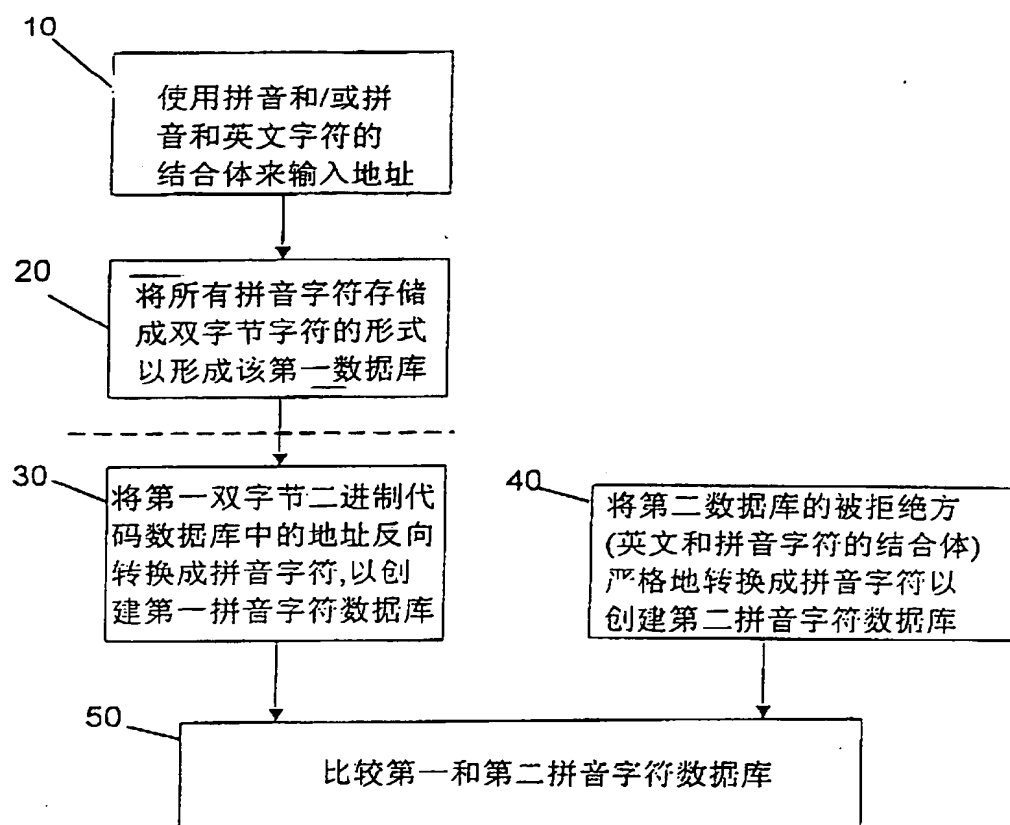 10
使用拼音和/或拼
音和英文字符的
结合体来输入地址
20
将所有拼音字符存储
成双字节字符的形式
以形成该第一数据库
30
将第一双字节二进制代
码数据库中的地址反向
转换成拼音字符,以创
建第一拼音字符数据库
40
将第二数据库的被拒绝方
(英文和拼音字符的结合体)
严格地转换成拼音字符以
创建第二拼音字符数据库
50
比较第一和第二拼音字符数据库